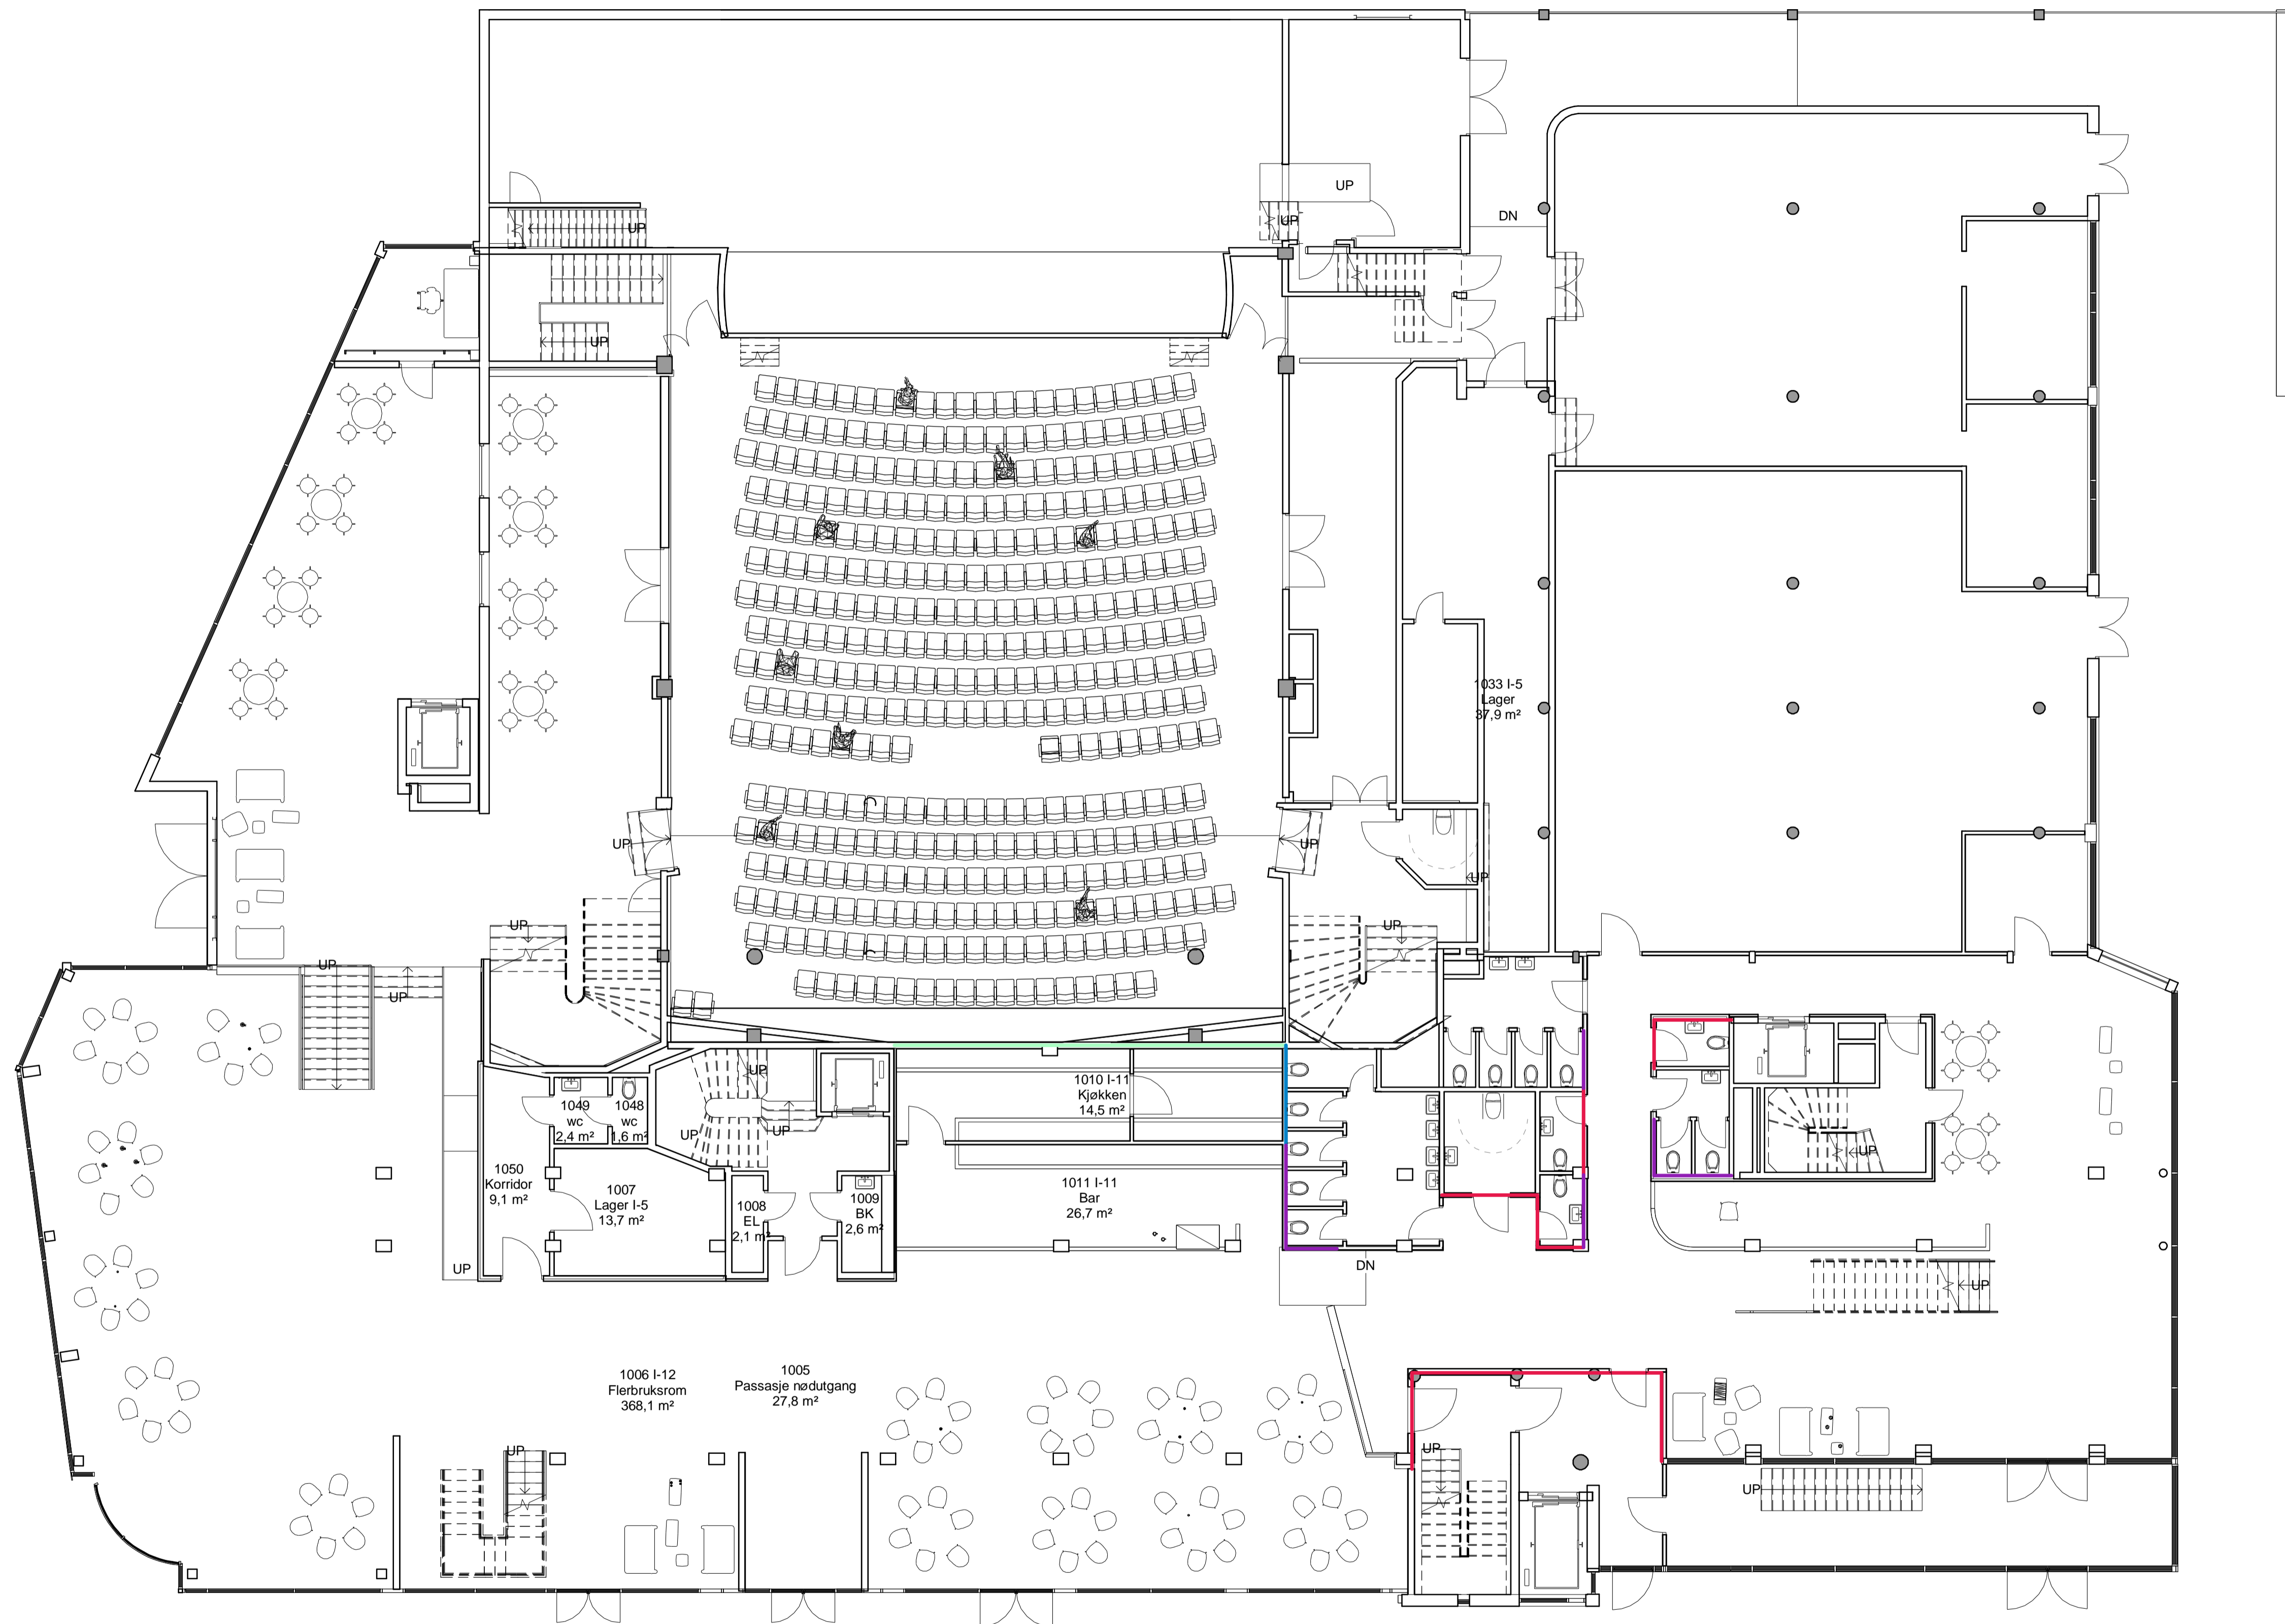 UP
DN
UP
UP
UP
1033 I-5
Lager
37,9 m²
UP
UP
UP
UP
UP
UP
UP
UP
1010 I-11
Kjøkken
14,5 m²
1049
wc
2,4 m²
1048
wc
1,6 m²
UP
UP
UP
1050
Korridor
9,1 m²
1007
Lager I-5
13,7 m²
1008
EL
2,1 m²
1009
BK
2,6 m²
1011 I-11
Bar
26,7 m²
UP
DN
UP
1006 I-12
Flerbruksrom
368,1 m²
1005
Passasje nødutgang
27,8 m²
UP
UP
UP